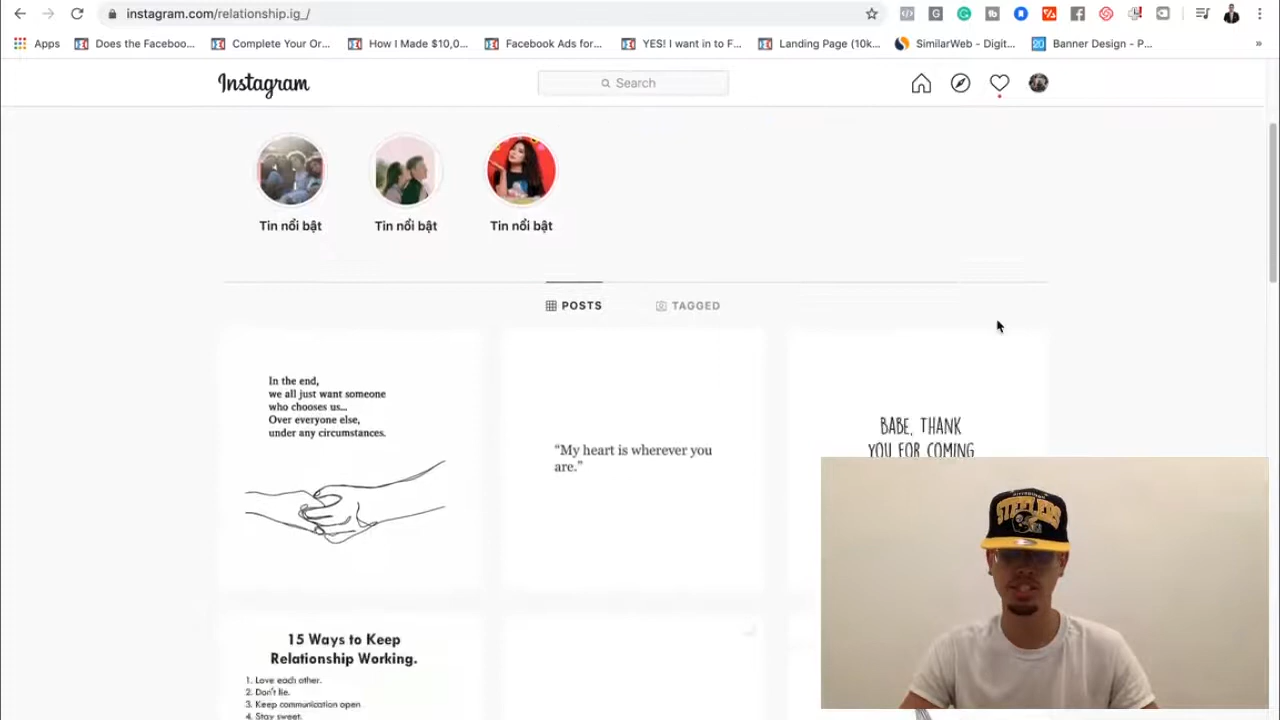 instagram.com/relationship.ig_/
Apps
Does the Faceboo...
Complete Your Or...
How I Made $10,0...
Facebook Ads for...
YES! I want in to F...
Landing Page (10k...
SimilarWeb - Digit...
20
Banner Design - P...
»
Instagram
Search
Tin nổi bật
Tin nổi bật
Tin nổi bật
POSTS
TAGGED
In the end,
we all just want someone
who chooses us...
Over everyone else,
under any circumstances.
“My heart is wherever you
are.”
BABE, THANK
YOU FOR COMING
STEELERS
15 Ways to Keep
Relationship Working.
1. Love each other.
2. Don't lie.
3. Keep communication open
4. Stay sweet.